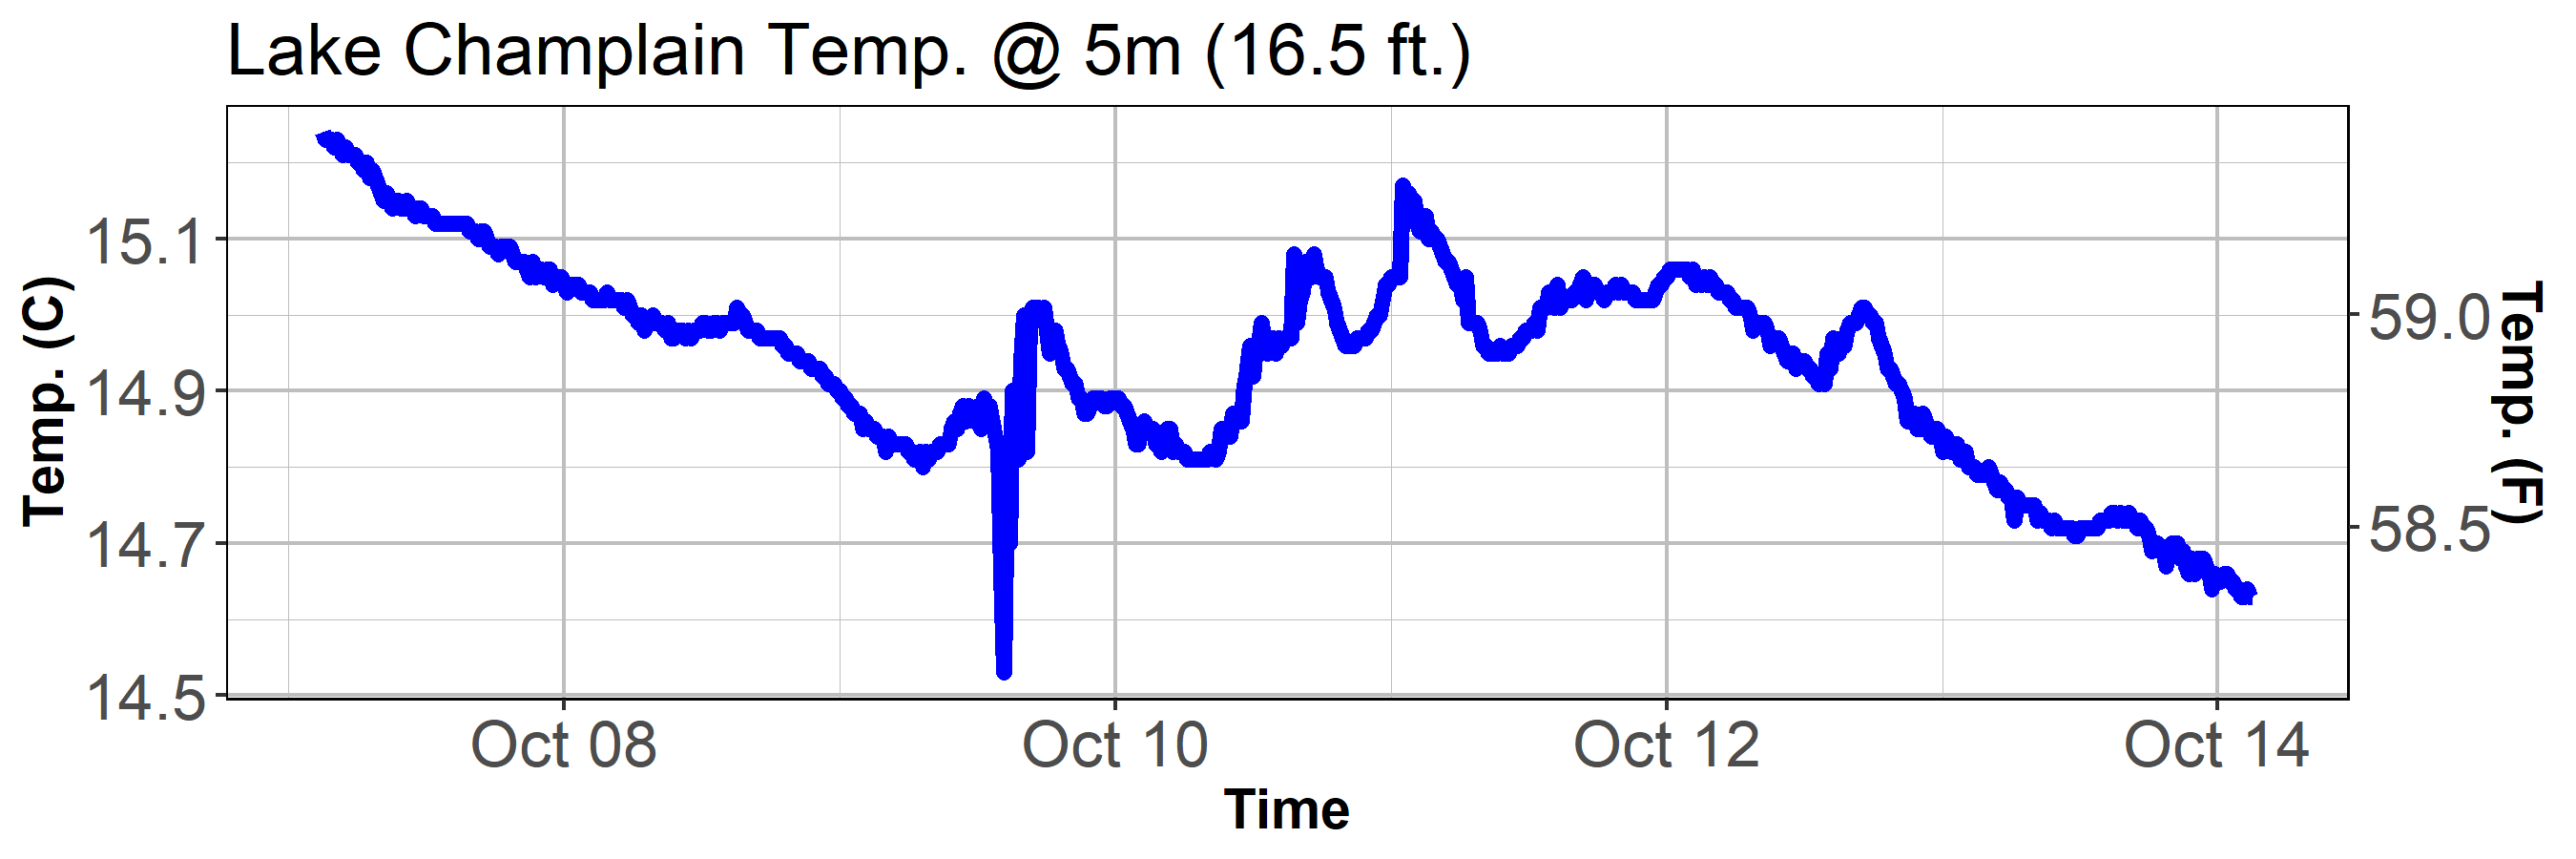 Lake Champlain Temp. @ 5m (16.5 ft.)
Temp. (C)
15.1
14.9
14.7
14.5
59.0
58.5
Temp. (F)
Oct 08
Oct 10
Oct 12
Oct 14
Time